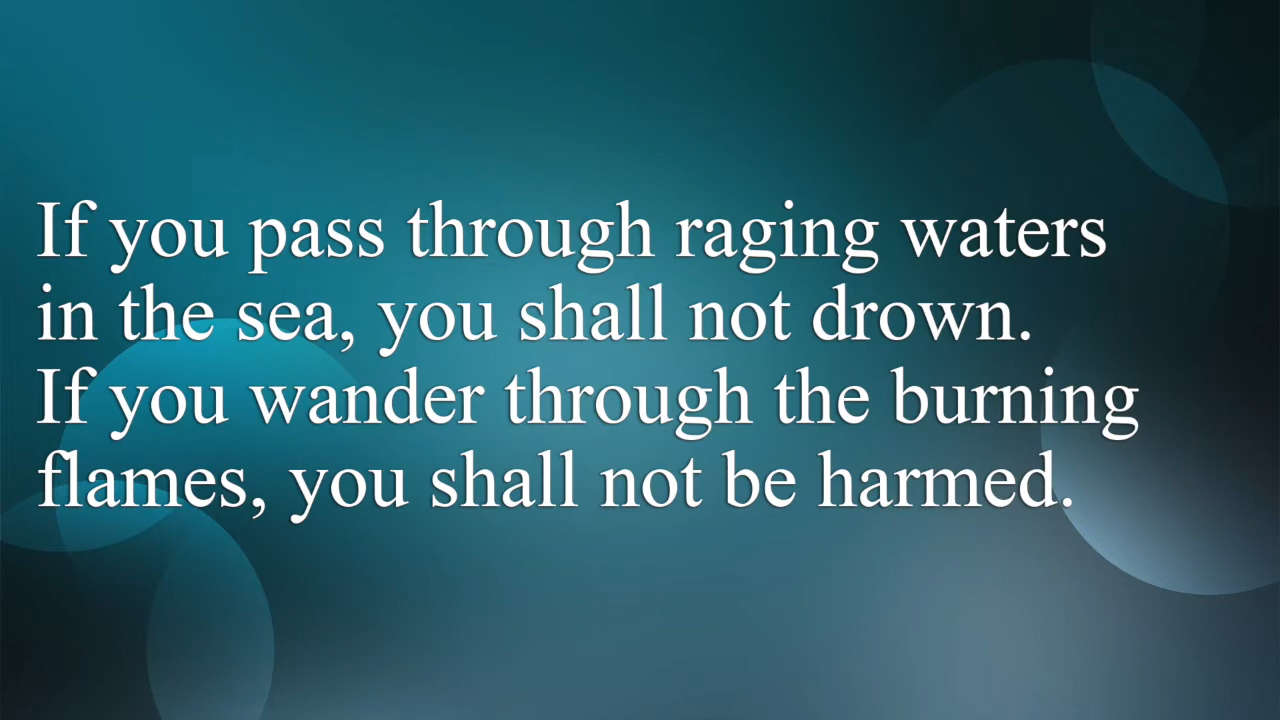 If you pass through raging waters
in the sea, you shall not drown.
If you wander through the burning
flames, you shall not be harmed.